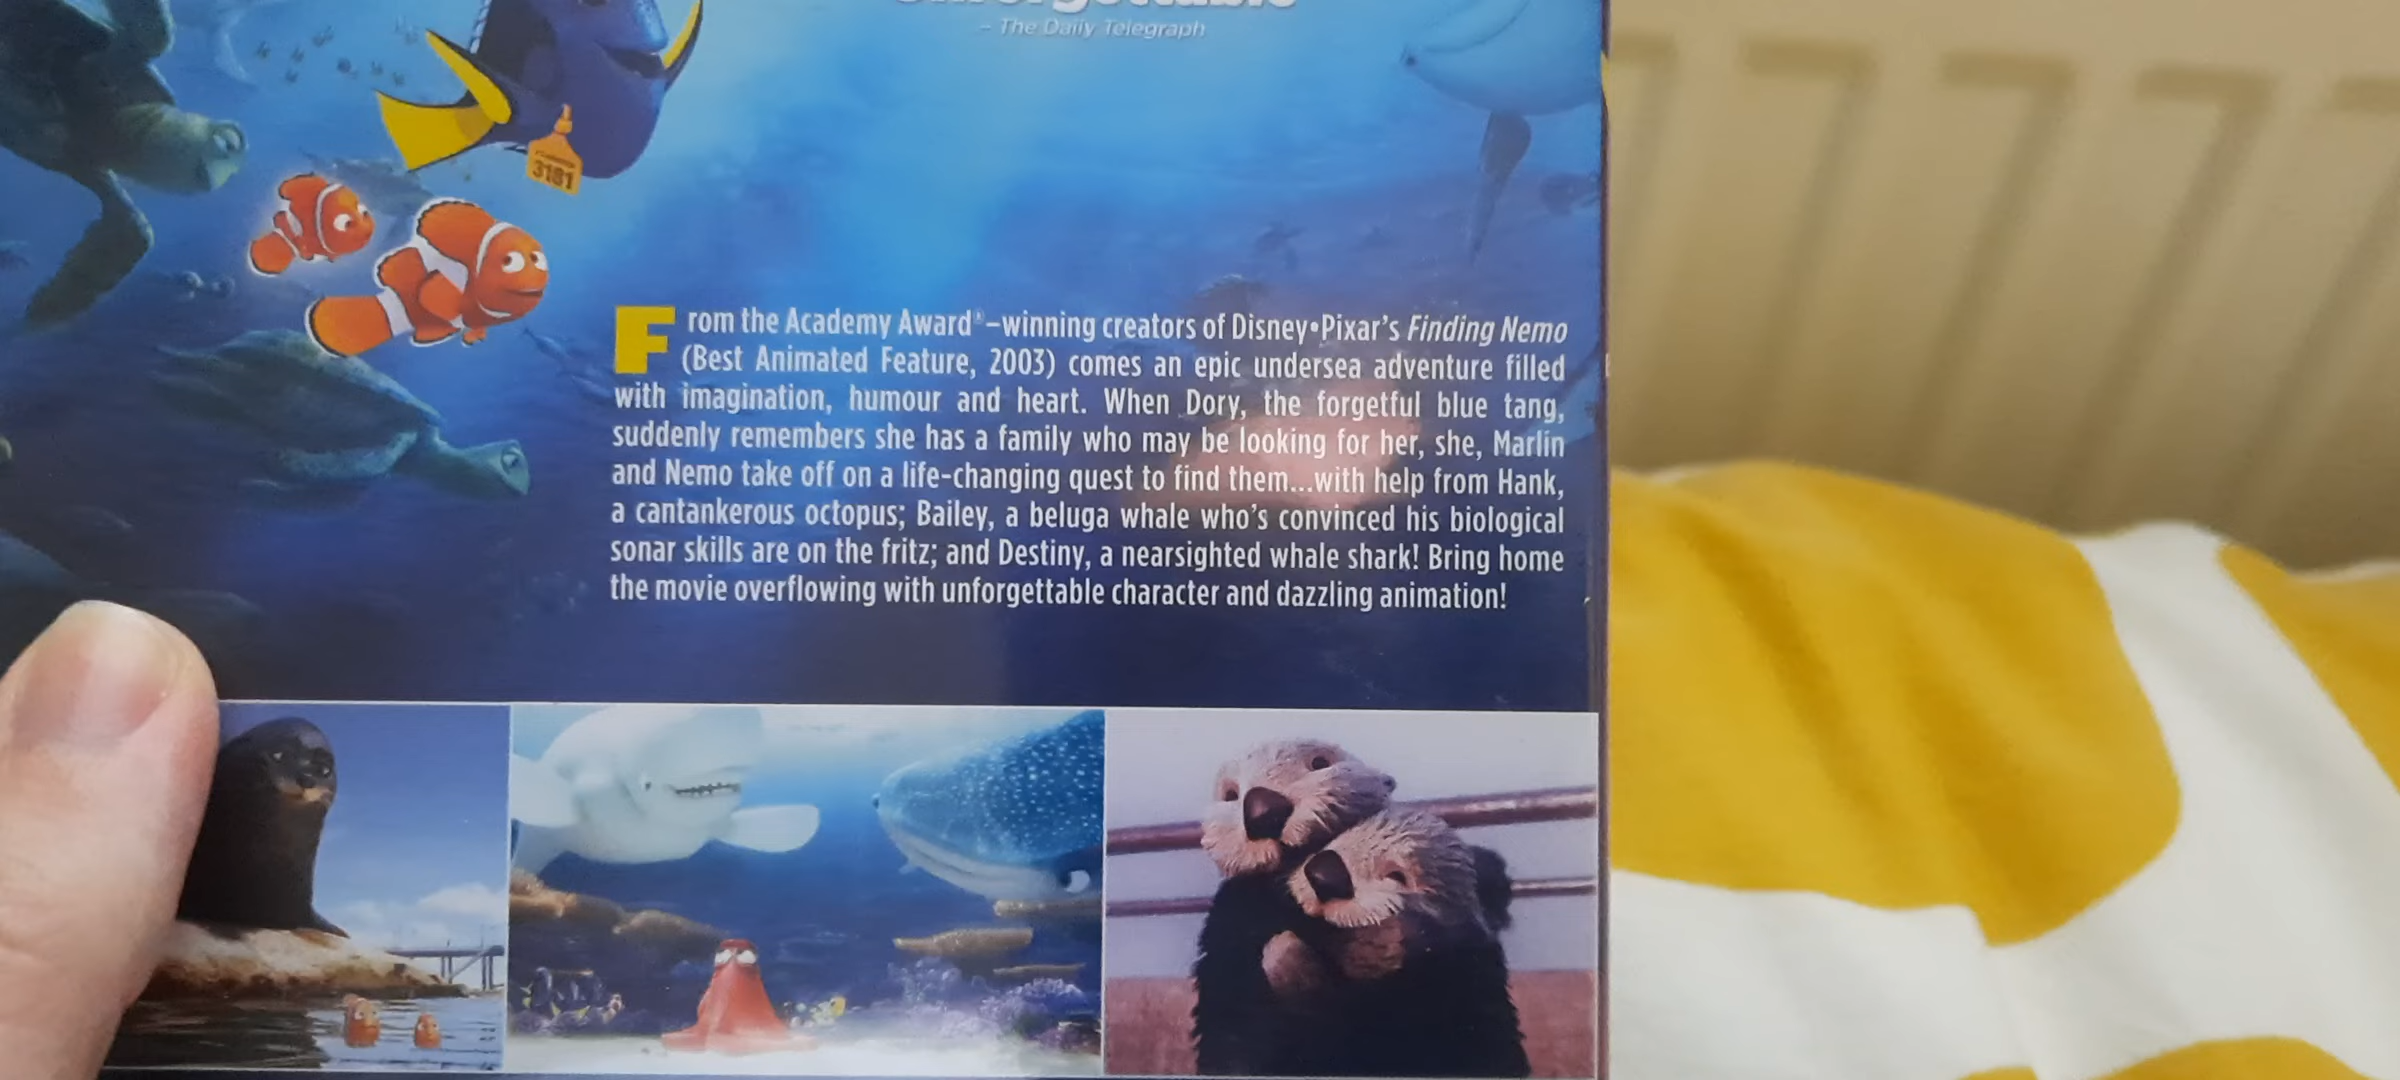 – The Daily Telegraph
3181
From the Academy Award®–winning creators of Disney•Pixar's Finding Nemo
(Best Animated Feature, 2003) comes an epic undersea adventure filled
with imagination, humour and heart. When Dory, the forgetful blue tang,
suddenly remembers she has a family who may be looking for her, she, Marlin
and Nemo take off on a life-changing quest to find them...with help from Hank,
a cantankerous octopus; Bailey, a beluga whale who's convinced his biological
sonar skills are on the fritz; and Destiny, a nearsighted whale shark! Bring home
the movie overflowing with unforgettable character and dazzling animation!